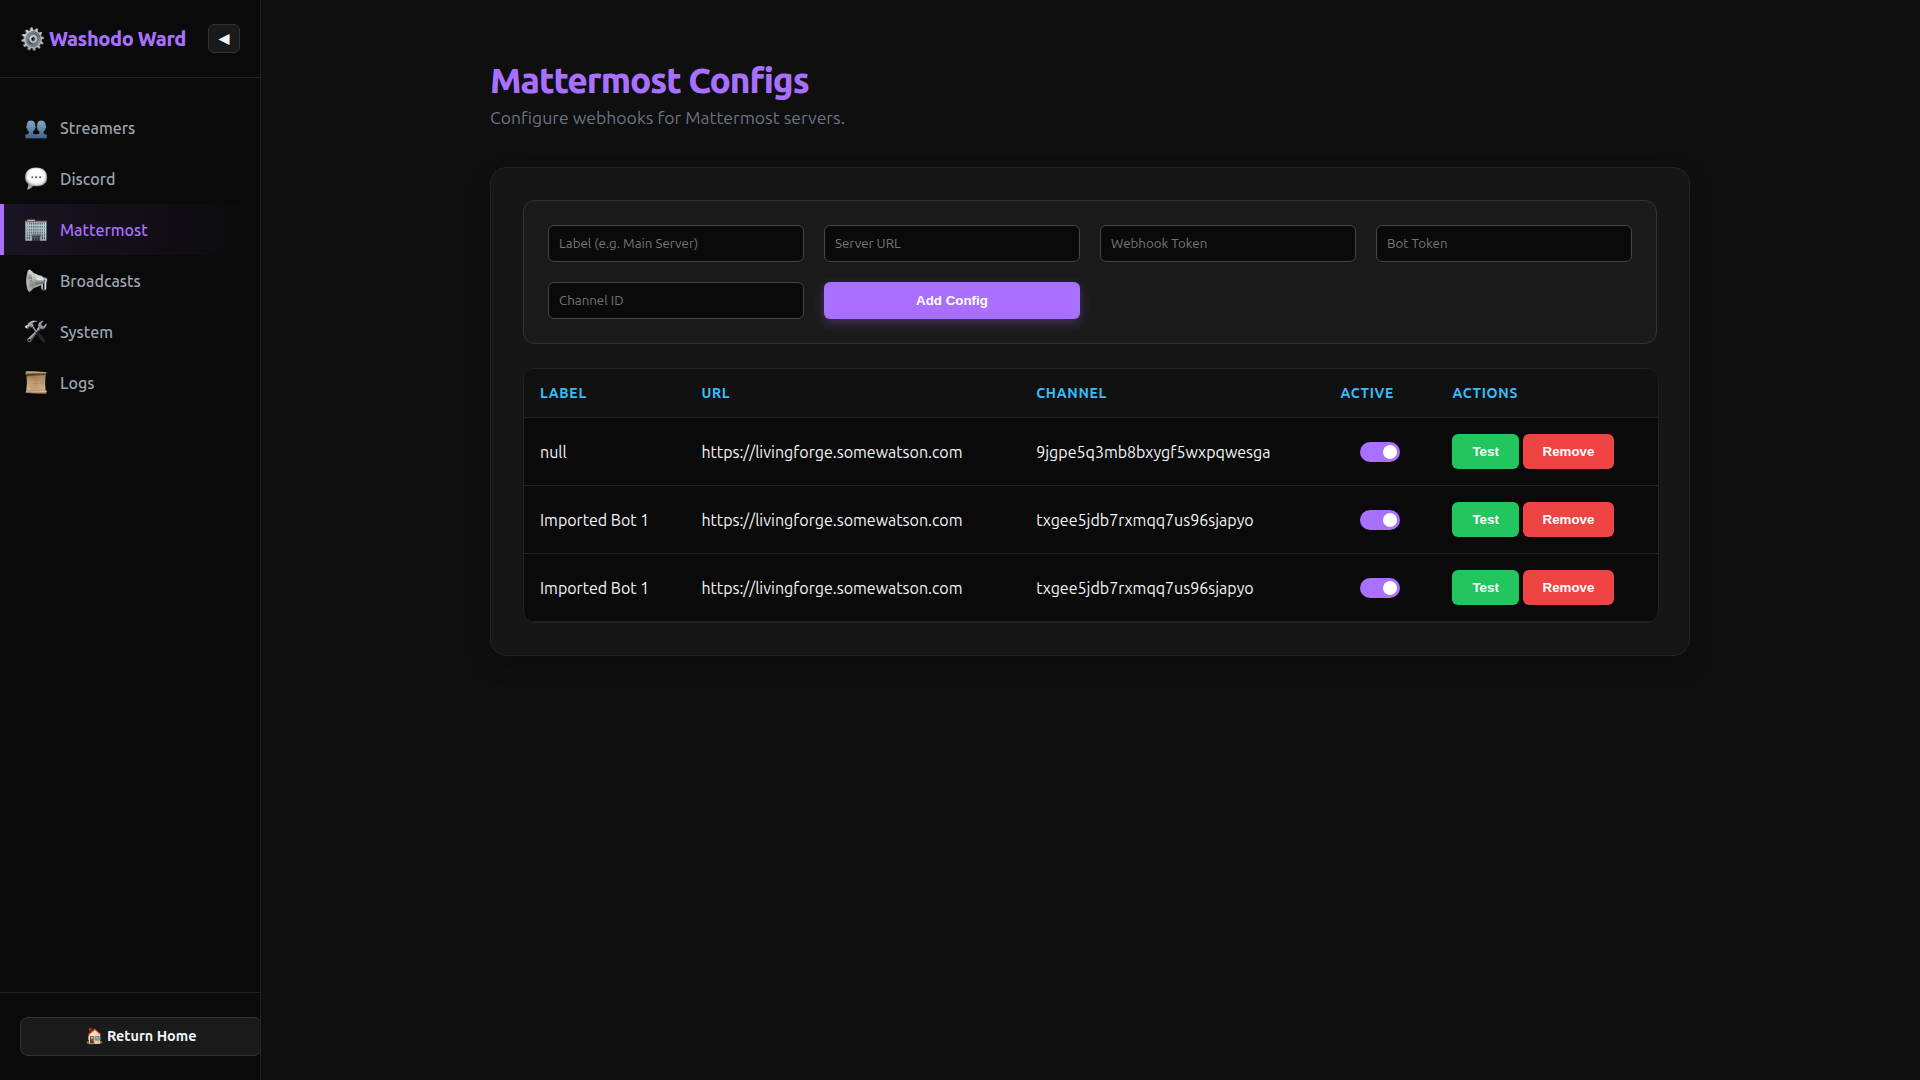 Washodo Ward
Streamers
Discord
Mattermost
Broadcasts
System
Logs
Return Home
Mattermost Configs
Configure webhooks for Mattermost servers.
Label (e.g. Main Server) Server URL Webhook Token Bot Token
Channel ID Add Config
LABEL URL CHANNEL ACTIVE ACTIONS
null https://livingforge.somewatson.com 9jgpe5q3mb8bxygf5wxpqwesga Test Remove
Imported Bot 1 https://livingforge.somewatson.com txgee5jdb7rxmqq7us96sjapyo Test Remove
Imported Bot 1 https://livingforge.somewatson.com txgee5jdb7rxmqq7us96sjapyo Test Remove